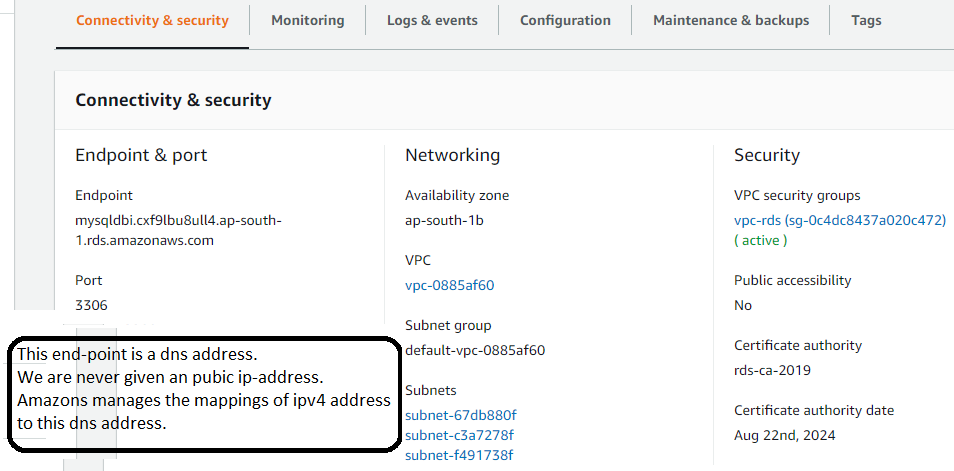 Connectivity & security
Monitoring
Logs & events
Configuration
Maintenance & backups
Tags
Connectivity & security
Endpoint & port
Endpoint
mysqldbi.cxf9lbu8ull4.ap-south-
1.rds.amazonaws.com
Port
3306
This end-point is a dns address.
We are never given an pubic ip-address.
Amazons manages the mappings of ipv4 address
to this dns address.
Networking
Availability zone
ap-south-1b
VPC
vpc-0885af60
Subnet group
default-vpc-0885af60
Subnets
subnet-67db880f
subnet-c3a7278f
subnet-f491738f
Security
VPC security groups
vpc-rds (sg-0c4dc8437a020c472)
( active )
Public accessibility
No
Certificate authority
rds-ca-2019
Certificate authority date
Aug 22nd, 2024